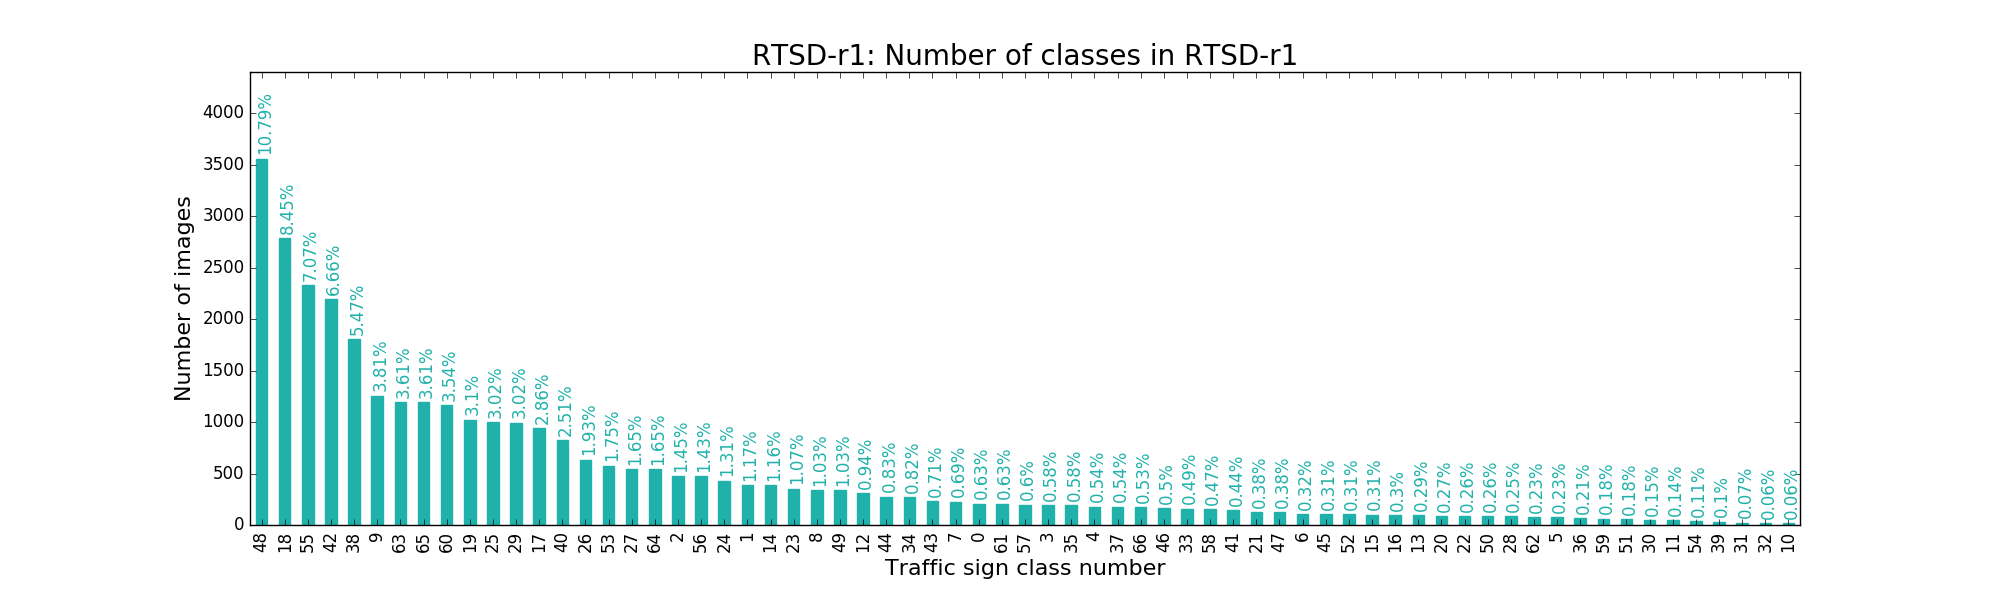 RTSD-r1: Number of classes in RTSD-r1
Number of images
4000
3500
3000
2500
2000
1500
1000
500
0
10.79% 8.45% 7.07% 6.66% 5.47% 3.81% 3.61% 3.61% 3.54% 3.1% 3.02% 3.02% 2.86% 2.51% 1.93% 1.75% 1.65% 1.65% 1.45% 1.43% 1.31% 1.17% 1.16% 1.07% 1.03% 1.03% 0.94% 0.83% 0.82% 0.71% 0.69% 0.63% 0.63% 0.6% 0.58% 0.58% 0.54% 0.54% 0.53% 0.5% 0.49% 0.47% 0.44% 0.38% 0.38% 0.32% 0.31% 0.31% 0.31% 0.3% 0.29% 0.27% 0.26% 0.26% 0.25% 0.23% 0.23% 0.21% 0.18% 0.18% 0.15% 0.14% 0.11% 0.1% 0.07% 0.06% 0.06%
48 18 55 42 38 9 63 65 60 19 25 29 17 40 26 53 27 64 2 56 24 1 14 23 8 49 12 44 34 43 7 0 61 57 3 35 4 37 66 46 33 58 41 21 47 6 45 52 15 16 13 20 22 50 28 62 5 36 59 51 30 11 54 39 31 32 10
Traffic sign class number